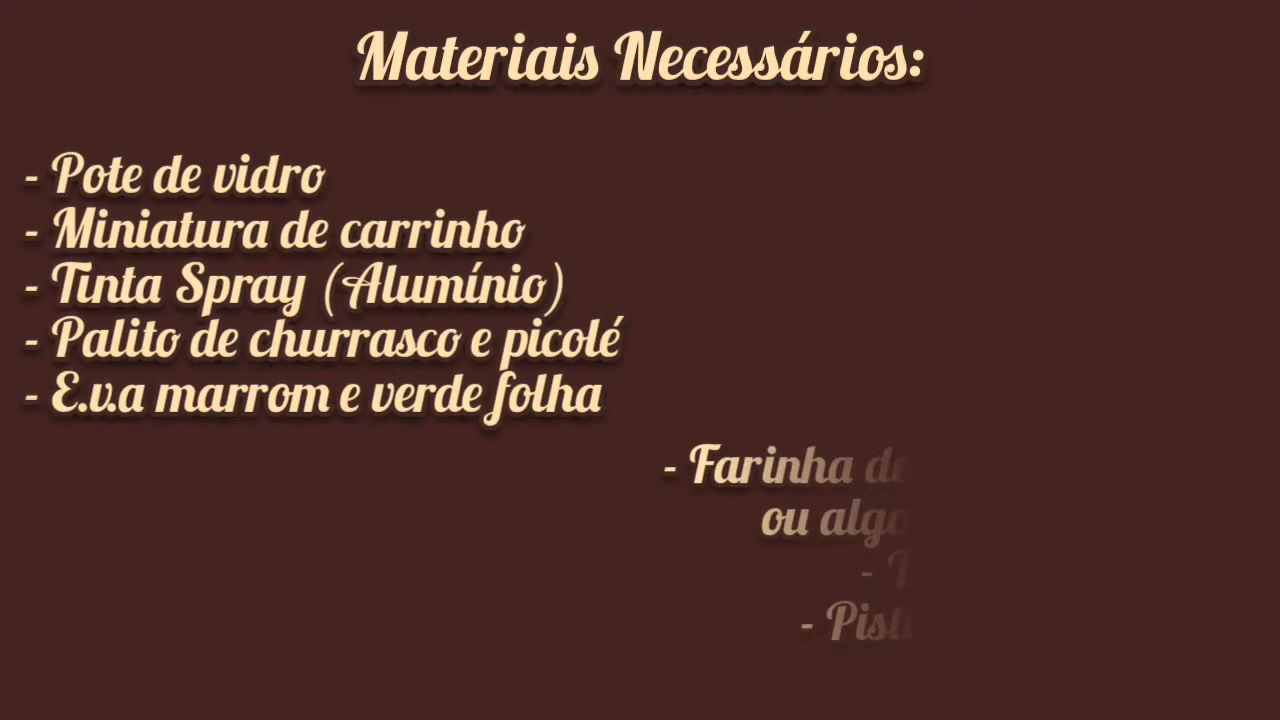 Materiais Necessários:
- Pote de vidro
- Miniatura de carrinho
- Tinta Spray (Alumínio)
- Palito de churrasco e picolé
- E.v.a marrom e verde folha
- Farinha de
ou
-
-